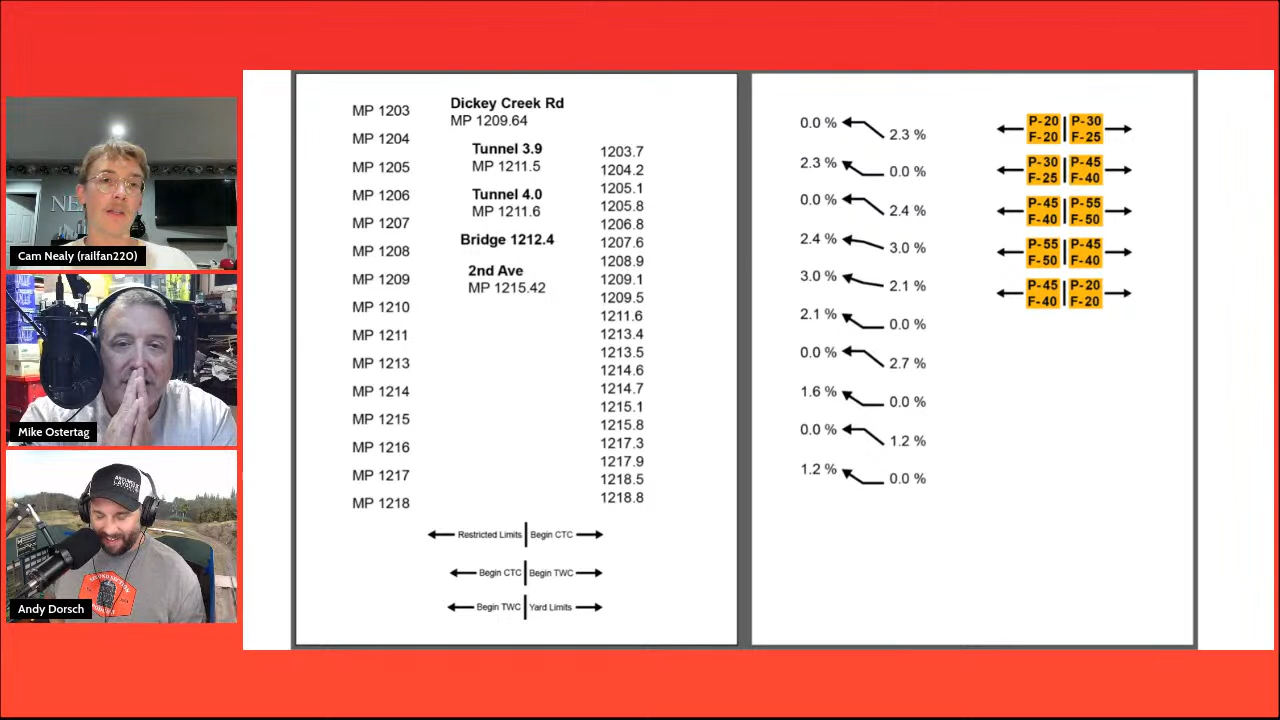 NE
Cam Nealy (railfan220)
Mike Ostertag
Andy Dorsch
MP 1203
MP 1204
MP 1205
MP 1206
MP 1207
MP 1208
MP 1209
MP 1210
MP 1211
MP 1213
MP 1214
MP 1215
MP 1216
MP 1217
MP 1218
Dickey Creek Rd
MP 1209.64
Tunnel 3.9
MP 1211.5
Tunnel 4.0
MP 1211.6
Bridge 1212.4
2nd Ave
MP 1215.42
1203.7
1204.2
1205.1
1205.8
1206.8
1207.6
1208.9
1209.1
1209.5
1211.6
1213.4
1213.5
1214.6
1214.7
1215.1
1215.8
1217.3
1217.9
1218.5
1218.8
Restricted Limits Begin CTC
Begin CTC Begin TWC
Begin TWC Yard Limits
0.0 % 2.3 %
2.3 % 0.0 %
0.0 % 2.4 %
2.4 % 3.0 %
3.0 % 2.1 %
2.1 % 0.0 %
0.0 % 2.7 %
1.6 % 0.0 %
0.0 % 1.2 %
1.2 % 0.0 %
P-20 P-30
F-20 F-25
P-30 P-45
F-25 F-40
P-45 P-55
F-40 F-50
P-55 P-45
F-50 F-40
P-45 P-20
F-40 F-20